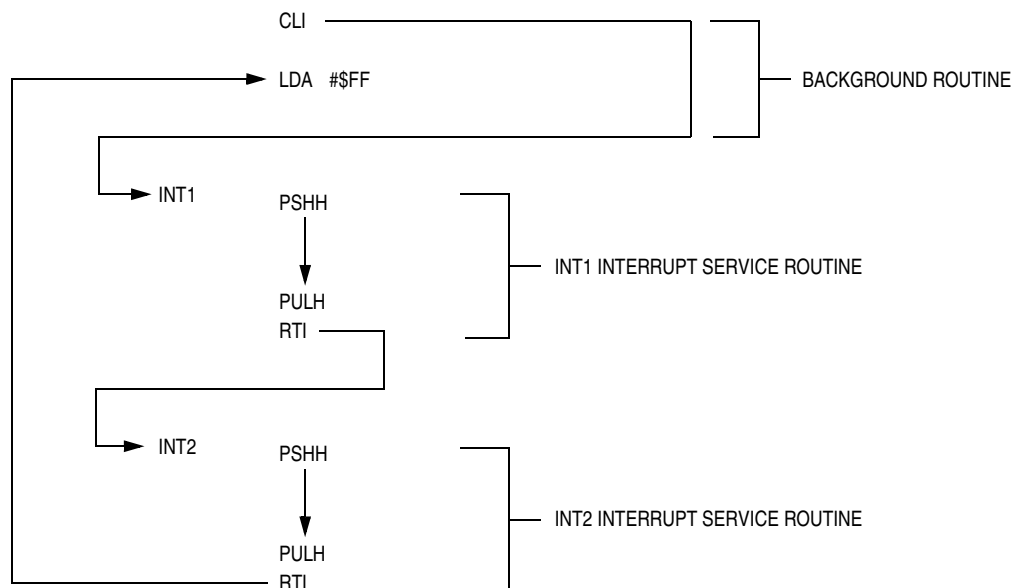 CLI
LDA #$FF
BACKGROUND ROUTINE
INT1
PSHH
INT1 INTERRUPT SERVICE ROUTINE
PULH
RTI
INT2
PSHH
INT2 INTERRUPT SERVICE ROUTINE
PULH
RTI